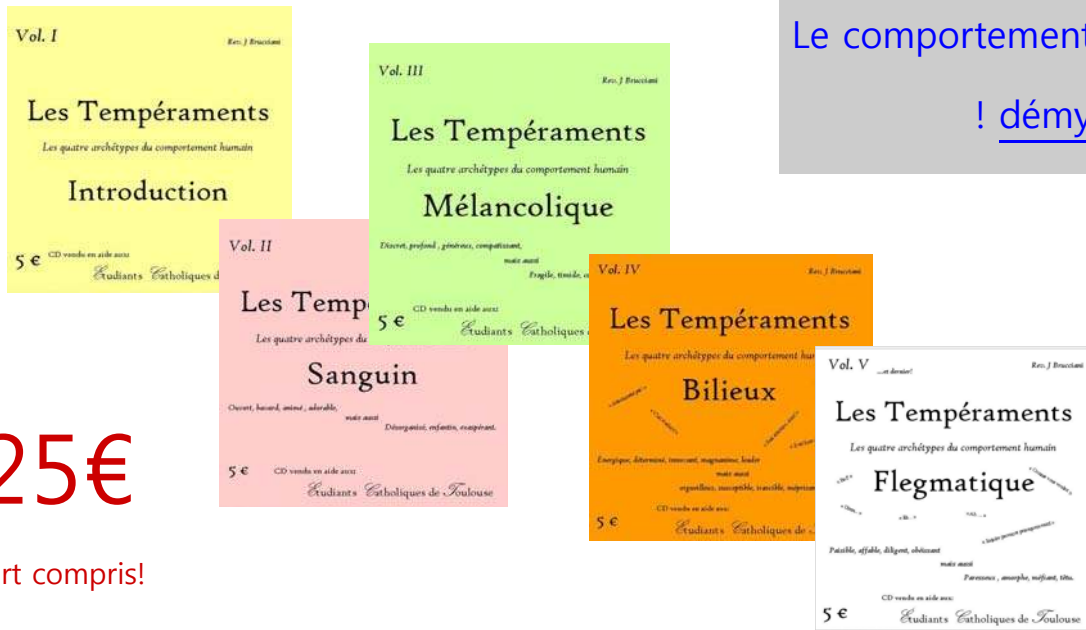 Vol. I
Rev. J Brucciani
Les Tempéraments
Les quatre archétypes du comportement humain
Introduction
5 € CD vendu en aide aux:
Étudiants Catholiques d
Vol. II
Les Temp
Les quatre archétypes du
Sanguin
Ouvert, bavard, animé, adorable,
mais aussi
Désorganisé, enfantin, exaspérant.
5 € CD vendu en aide aux:
Étudiants Catholiques de Toulouse
Vol. III
Rev. J Brucciani
Les Tempéraments
Les quatre archétypes du comportement humain
Mélancolique
Discret, profond, généreux, compatissant,
mais aussi
Fragile, timide,
5 € CD vendu en aide aux:
Étudiants Catholiques
Vol. IV
Rev. J Brucciani
Les Tempéraments
Les quatre archétypes du comportement hu
Bilieux
Énergique, déterminé, innovant, magnanime, leader
mais aussi
orgueilleux, susceptible, irascible,
CD vendu en aide aux:
5 €
Étudiants Catholiques de
Vol. V ...et dernier!
Rev. J Brucciani
Les Tempéraments
Les quatre archétypes du comportement humain
Flegmatique
Paisible, affable, diligent, obéissant
mais aussi
Paresseux, amorphe, méfiant, têtu.
CD vendu en aide aux:
5 €
Étudiants Catholiques de Toulouse
Le comportement
! démy
25€
rt compris!